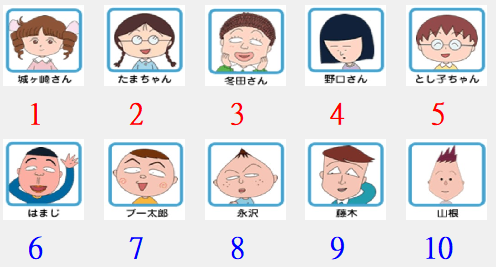 城ヶ崎さん たまちゃん 冬田さん 野口さん とし子ちゃん
1 2 3 4 5
はまじ ブー太郎 永沢 藤木 山根
6 7 8 9 10